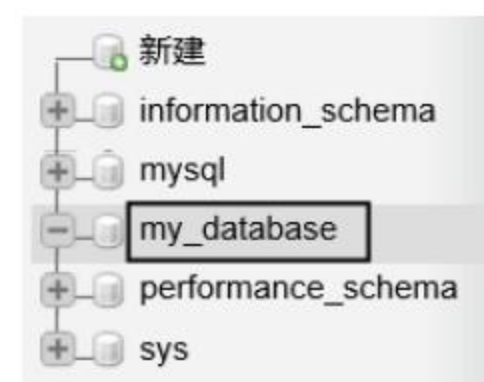 新建
information_schema
mysql
my_database
performance_schema
sys